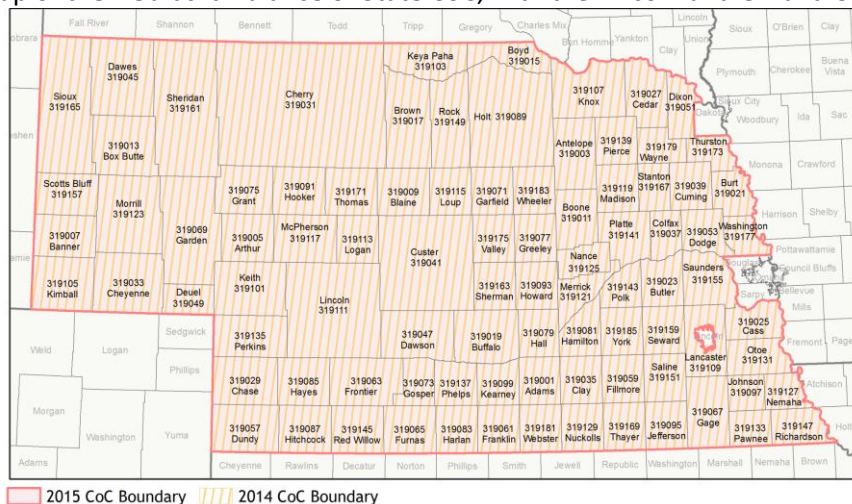 Fall River
Shannon
Bennett
Todd
Tripp
Gregory
Charles Mix
Bon Homme
Yankton
Clay
Lincoln
Union
Sioux
O'Brien
Clay
Plymouth
Cherokee
Buena
Vista
Sioux City
Woodbury
Ida
Sac
Dakota
Dawes
319045
Sioux
319165
Sheridan
319161
Cherry
319031
Keya Paha
319103
Boyd
319015
Brown
319017
Rock
319149
Holt 319089
319107
Knox
319027
Cedar
Dixon
319051
319013
Box Butte
Antelope
319003
319139
Pierce
319179
Wayne
Thurston
319173
Monona
Crawford
Scotts Bluff
319157
Morrill
319123
319075
Grant
319091
Hooker
319171
Thomas
319009
Blaine
319115
Loup
319071
Garfield
319183
Wheeler
Boone
319011
319119
Madison
Stanton
319167
319039
Cuming
Burt
319021
Harrison
Shelby
319007
Banner
319069
Garden
319005
Arthur
McPherson
319117
319113
Logan
Custer
319041
319175
Valley
319077
Greeley
Nance
319125
Platte
319141
Colfax
319037
319053
Dodge
Washington
319177
Pottawattamie
319105
Kimball
319033
Cheyenne
Deuel
319049
Keith
319101
Lincoln
319111
319163
Sherman
319093
Howard
Merrick
319121
319143
Polk
319023
Butler
Saunders
319155
Council Bluffs
Bellevue
Sarpy
Mills
Sedgwick
Weld
Logan
Phillips
319135
Perkins
319047
Dawson
319019
Buffalo
319079
Hall
319081
Hamilton
319185
York
319159
Seward
Lincoln
Lancaster
319109
319025
Cass
Otoe
319131
Fremont
Page
319029
Chase
319085
Hayes
319063
Frontier
319073
Gosper
319137
Phelps
319099
Kearney
319001
Adams
319035
Clay
319059
Fillmore
Saline
319151
Johnson
319097
319127
Nemaha
Atchison
Morgan
Washington
Yuma
319057
Dundy
319087
Hitchcock
319145
Red Willow
319065
Furnas
319083
Harlan
319061
Franklin
319181
Webster
319129
Nuckolls
319169
Thayer
319095
Jefferson
319067
Gage
319133
Pawnee
319147
Richardson
Adams
Cheyenne
Rawlins
Decatur
Norton
Phillips
Smith
Jewell
Republic
Washington
Marshall
Nemaha
Brown
2015 CoC Boundary
2014 CoC Boundary